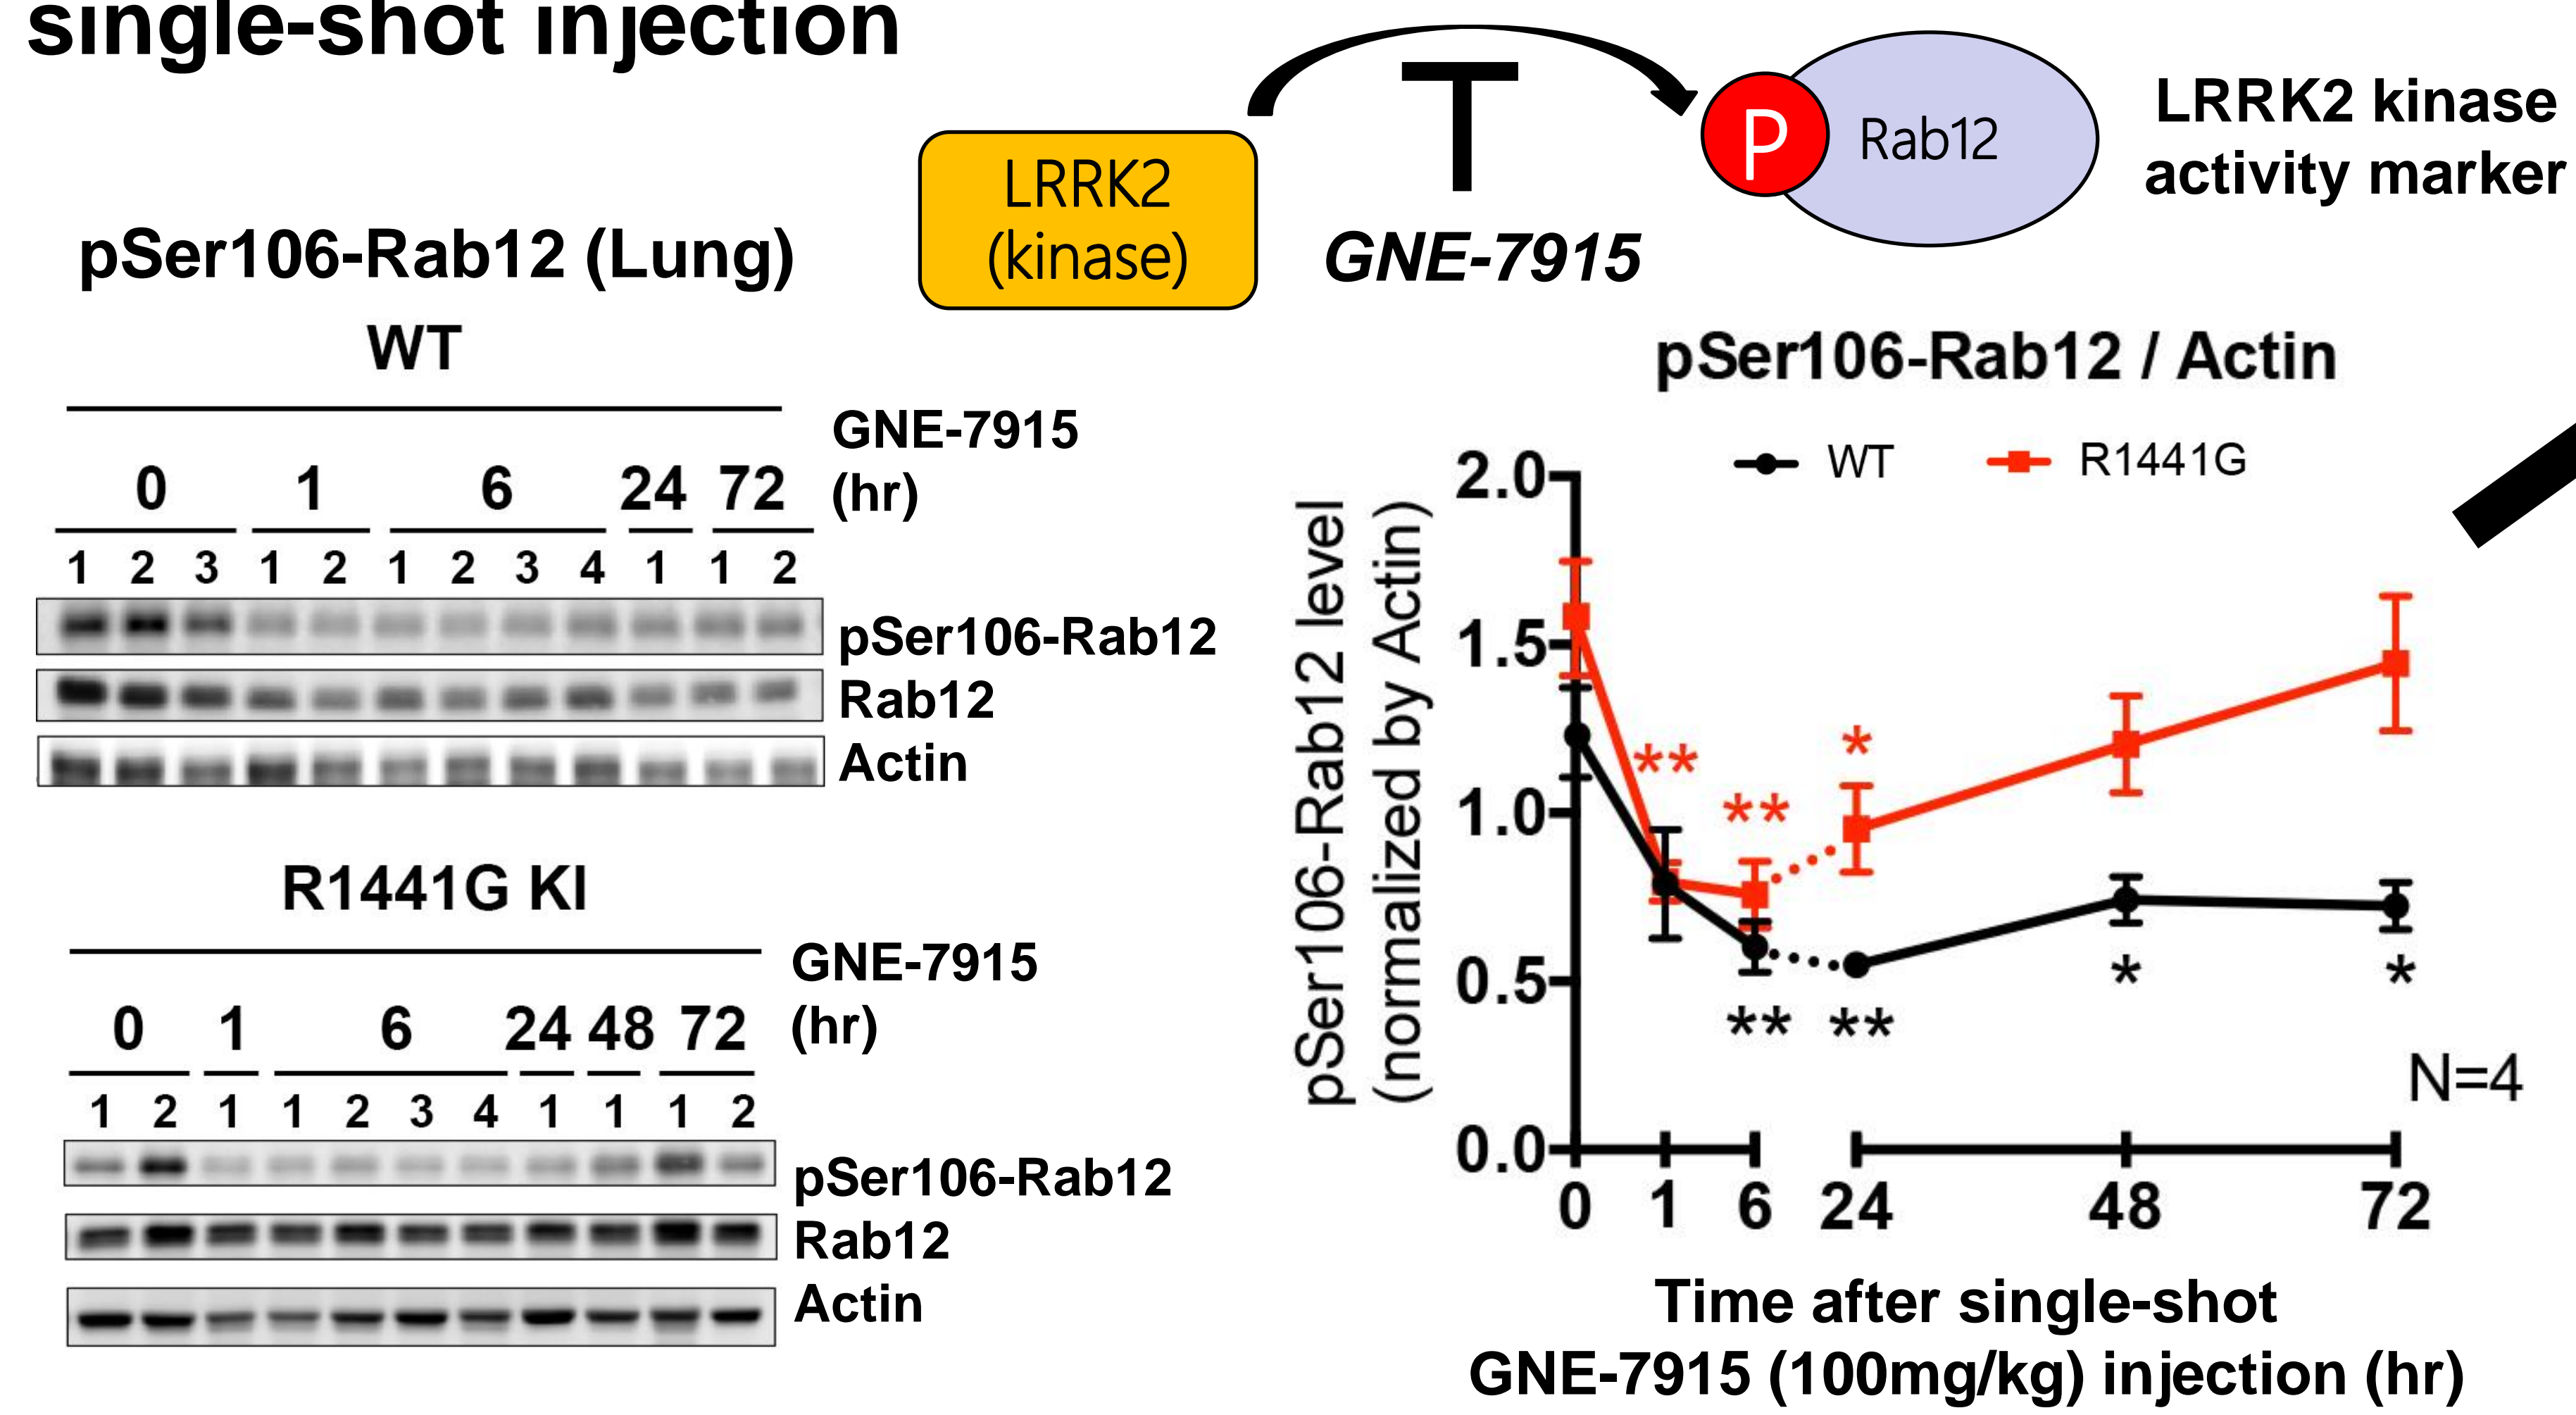 single-shot injection
LRRK2
(kinase)
GNE-7915
P
Rab12
LRRK2 kinase
activity marker
pSer106-Rab12 (Lung)
WT
GNE-7915
(hr)
0 1 6 24 72
1 2 3 1 2 1 2 3 4 1 1 2
pSer106-Rab12
Rab12
Actin
R1441G KI
GNE-7915
(hr)
0 1 6 24 48 72
1 2 1 1 2 3 4 1 1 1 2
pSer106-Rab12
Rab12
Actin
pSer106-Rab12 / Actin
WT R1441G
pSer106-Rab12 level
(normalized by Actin)
2.0
1.5
1.0
0.5
0.0
** ** *
** ** * *
N=4
0 1 6 24 48 72
Time after single-shot
GNE-7915 (100mg/kg) injection (hr)